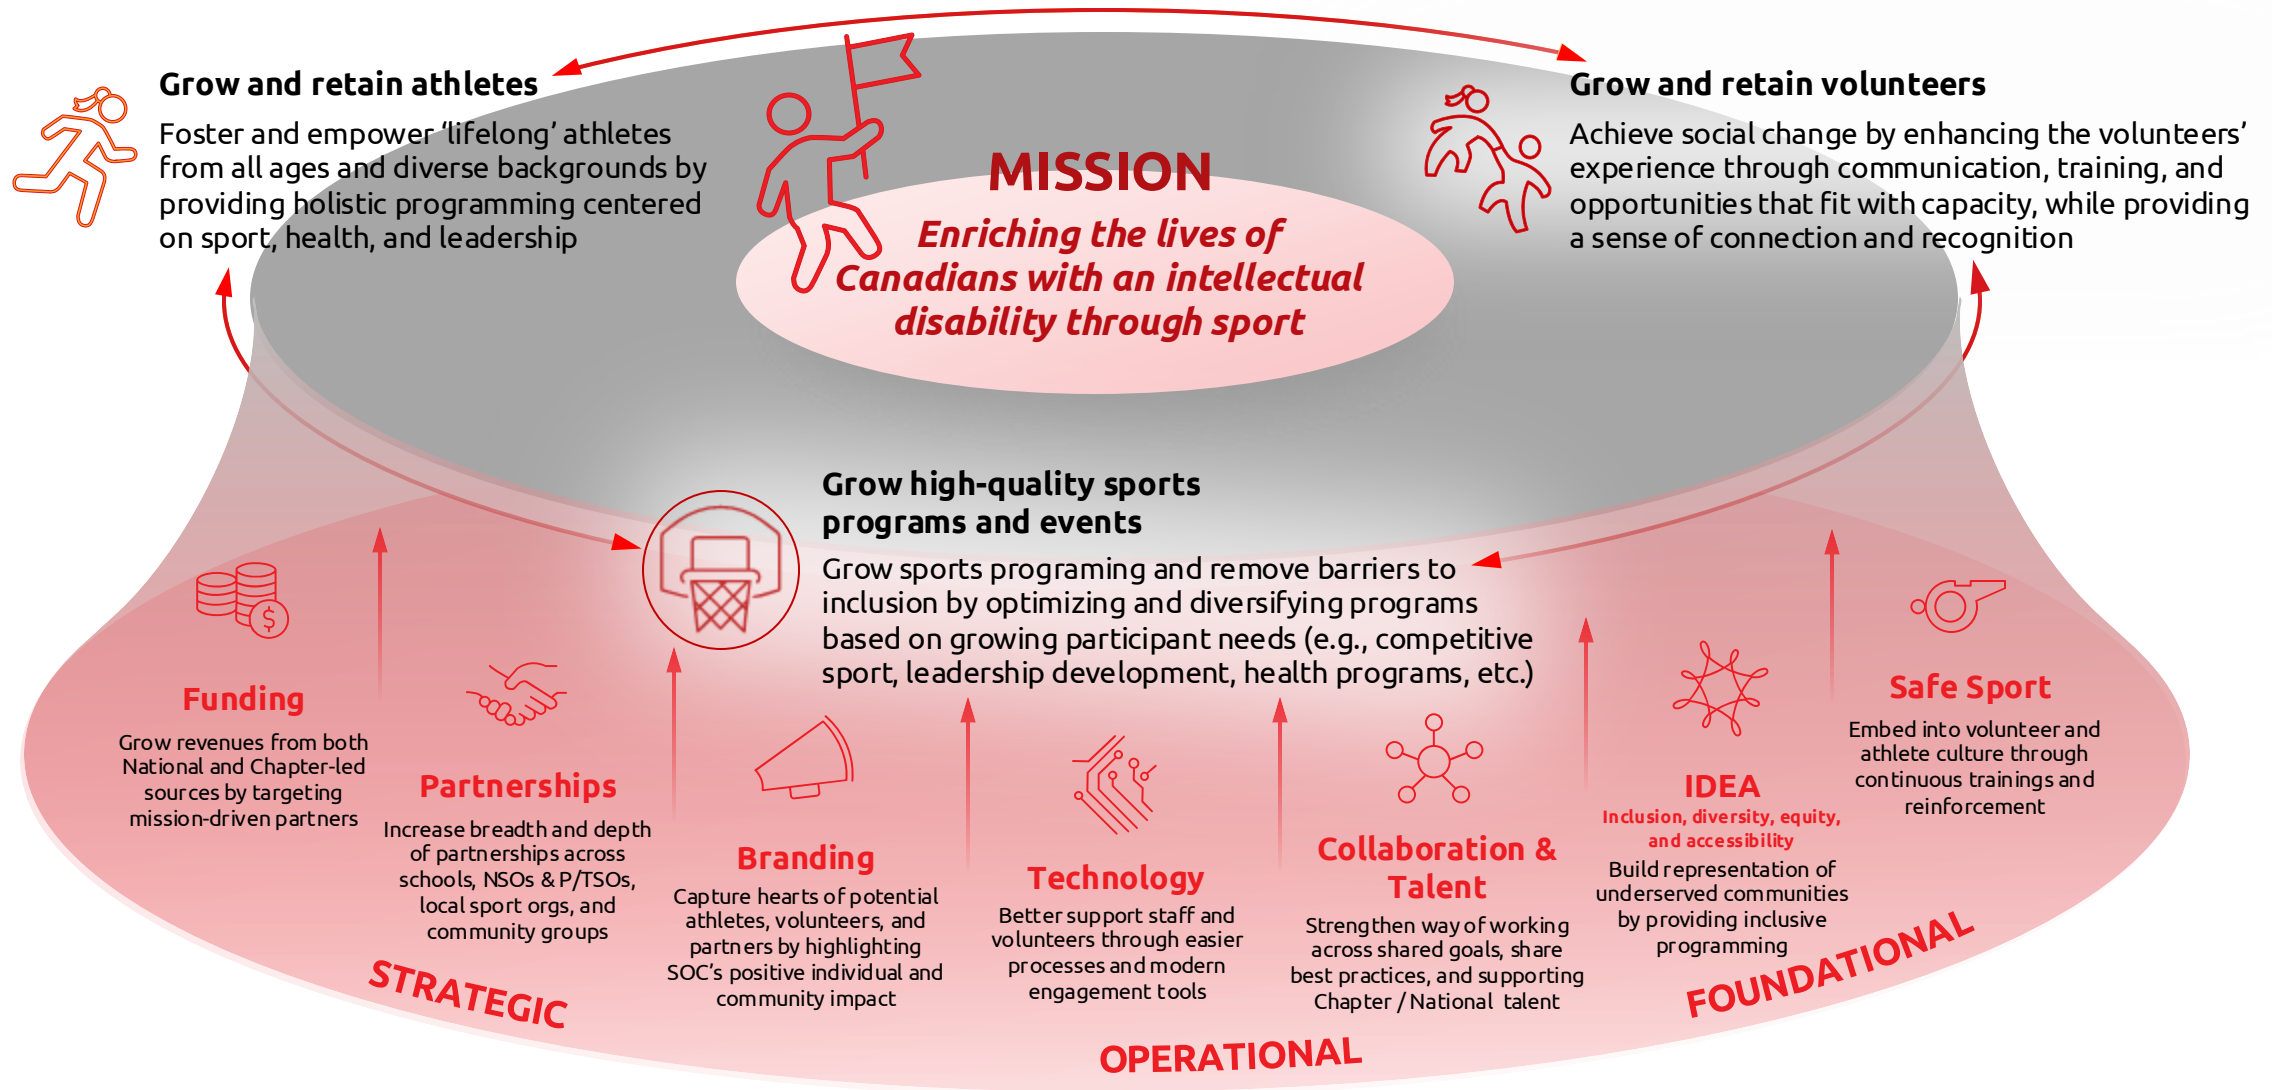 Grow and retain athletes
Foster and empower ‘lifelong’ athletes
from all ages and diverse backgrounds by
providing holistic programming centered
on sport, health, and leadership
Grow and retain volunteers
Achieve social change by enhancing the volunteers’
experience through communication, training, and
opportunities that fit with capacity, while providing
a sense of connection and recognition
MISSION
Enriching the lives of
Canadians with an intellectual
disability through sport
Grow high-quality sports
programs and events
Grow sports programing and remove barriers to
inclusion by optimizing and diversifying programs
based on growing participant needs (e.g., competitive
sport, leadership development, health programs, etc.)
$
Funding
Grow revenues from both
National and Chapter-led
sources by targeting
mission-driven partners
Partnerships
Increase breadth and depth
of partnerships across
schools, NSOs & P/TSOs,
local sport orgs, and
community groups
Branding
Capture hearts of potential
athletes, volunteers, and
partners by highlighting
SOC’s positive individual and
community impact
Technology
Better support staff and
volunteers through easier
processes and modern
engagement tools
Collaboration &
Talent
Strengthen way of working
across shared goals, share
best practices, and supporting
Chapter / National talent
IDEA
Inclusion, diversity, equity,
and accessibility
Build representation of
underserved communities
by providing inclusive
programming
Safe Sport
Embed into volunteer and
athlete culture through
continuous trainings and
reinforcement
STRATEGIC
OPERATIONAL
FOUNDATIONAL